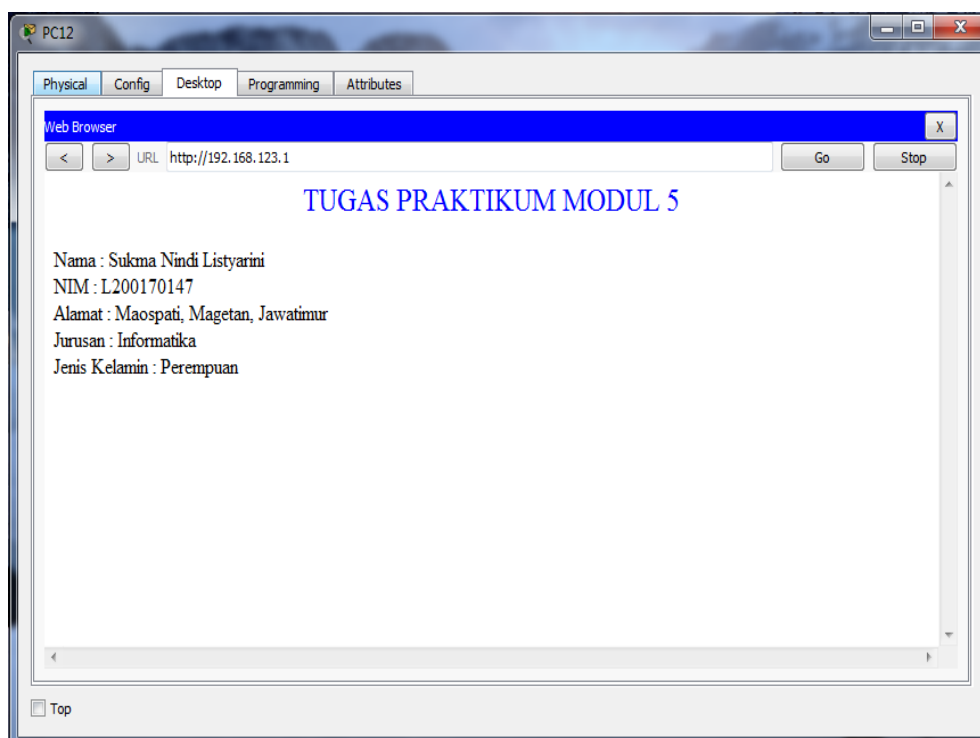 PC12
Physical Config Desktop Programming Attributes
Web Browser X
< > URL http://192.168.123.1 Go Stop
TUGAS PRAKTIKUM MODUL 5
Nama : Sukma Nindi Listyarini
NIM : L200170147
Alamat : Maospati, Magetan, Jawatimur
Jurusan : Informatika
Jenis Kelamin : Perempuan
Top